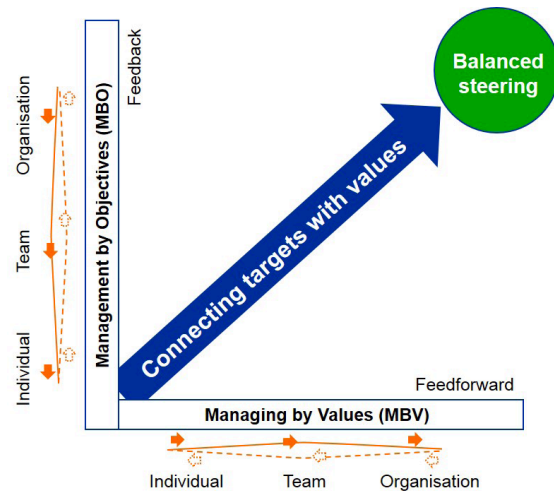 Balanced
steering
Feedback
Organisation
Team
Individual
Management by Objectives (MBO)
Connecting targets with values
Feedforward
Managing by Values (MBV)
Individual
Team
Organisation